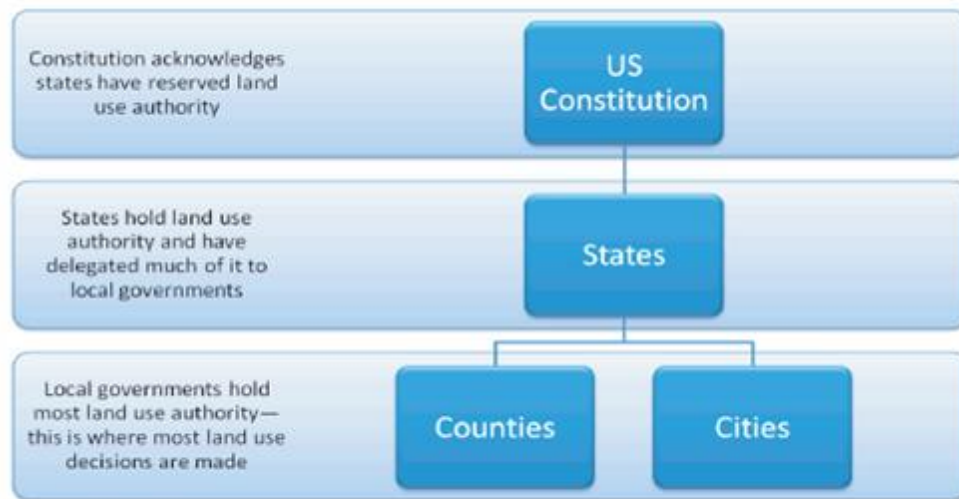 Constitution acknowledges
states have reserved land
use authority
US
Constitution
States hold land use
authority and have
delegated much of it to
local governments
States
Local governments hold
most land use authority—
this is where most land use
decisions are made
Counties
Cities